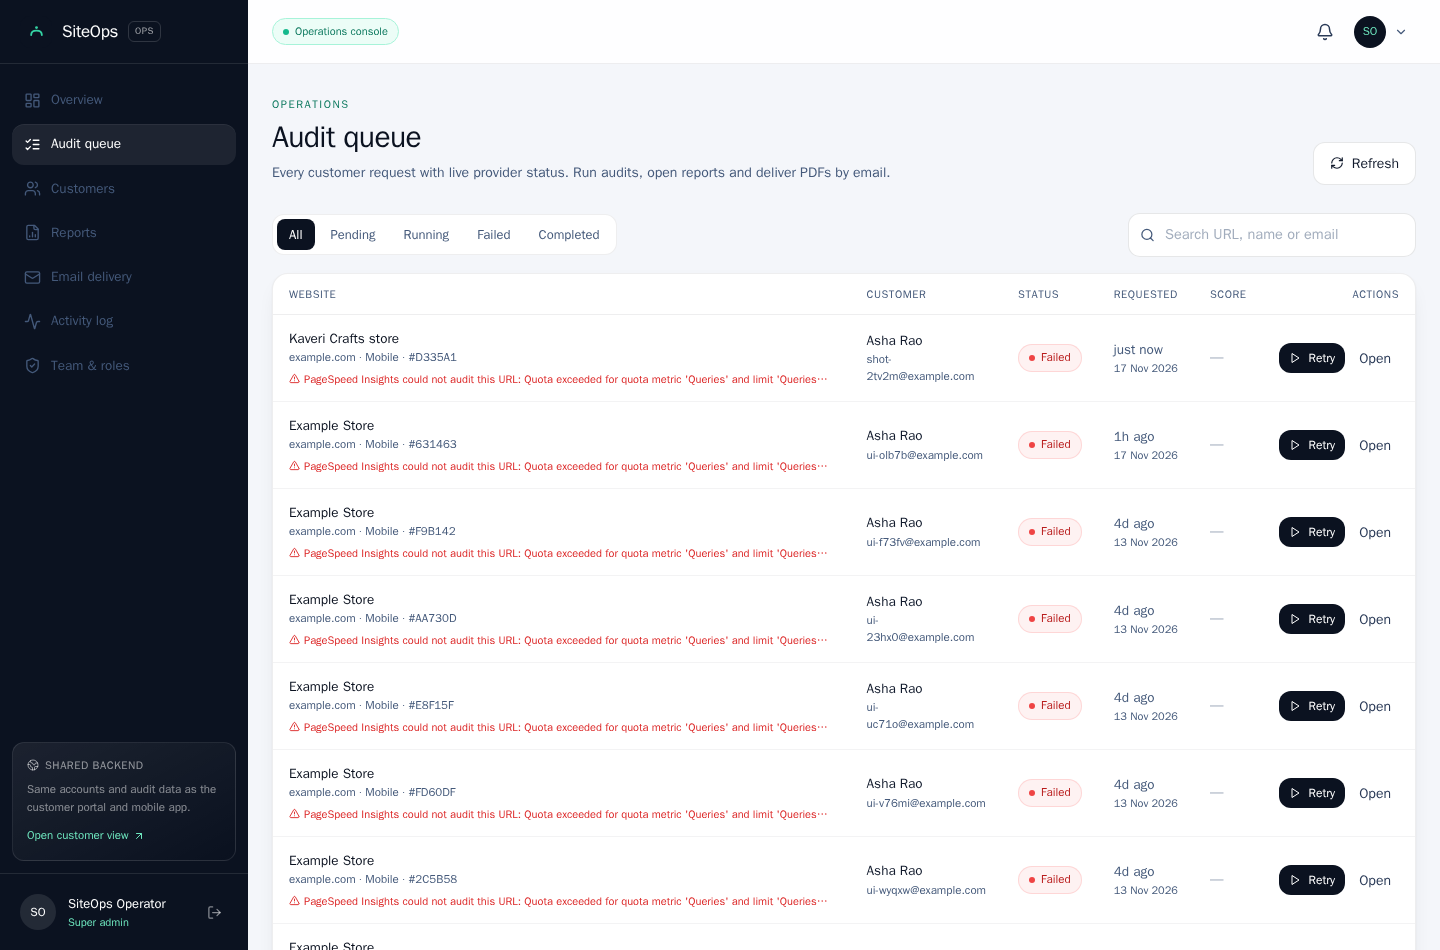 SiteOps OPS
Overview
Audit queue
Customers
Reports
Email delivery
Activity log
Team & roles
SHARED BACKEND
Same accounts and audit data as the
customer portal and mobile app.
Open customer view
SO
SiteOps Operator
Super admin
Operations console
SO
OPERATIONS
Audit queue
Every customer request with live provider status. Run audits, open reports and deliver PDFs by email.
Refresh
All Pending Running Failed Completed
Search URL, name or email
WEBSITE CUSTOMER STATUS REQUESTED SCORE ACTIONS
Kaveri Crafts store
example.com · Mobile · #D335A1
PageSpeed Insights could not audit this URL: Quota exceeded for quota metric 'Queries' and limit 'Queries…
Asha Rao
shot-
2tv2m@example.com
Failed
just now
17 Nov 2026
—
Retry Open
Example Store
example.com · Mobile · #631463
PageSpeed Insights could not audit this URL: Quota exceeded for quota metric 'Queries' and limit 'Queries…
Asha Rao
ui-olb7b@example.com
Failed
1h ago
17 Nov 2026
—
Retry Open
Example Store
example.com · Mobile · #F9B142
PageSpeed Insights could not audit this URL: Quota exceeded for quota metric 'Queries' and limit 'Queries…
Asha Rao
ui-f73fv@example.com
Failed
4d ago
13 Nov 2026
—
Retry Open
Example Store
example.com · Mobile · #AA730D
PageSpeed Insights could not audit this URL: Quota exceeded for quota metric 'Queries' and limit 'Queries…
Asha Rao
ui-
23hx0@example.com
Failed
4d ago
13 Nov 2026
—
Retry Open
Example Store
example.com · Mobile · #E8F15F
PageSpeed Insights could not audit this URL: Quota exceeded for quota metric 'Queries' and limit 'Queries…
Asha Rao
ui-
uc71o@example.com
Failed
4d ago
13 Nov 2026
—
Retry Open
Example Store
example.com · Mobile · #FD60DF
PageSpeed Insights could not audit this URL: Quota exceeded for quota metric 'Queries' and limit 'Queries…
Asha Rao
ui-v76mi@example.com
Failed
4d ago
13 Nov 2026
—
Retry Open
Example Store
example.com · Mobile · #2C5B58
PageSpeed Insights could not audit this URL: Quota exceeded for quota metric 'Queries' and limit 'Queries…
Asha Rao
ui-wyqxw@example.com
Failed
4d ago
13 Nov 2026
—
Retry Open
Example Store